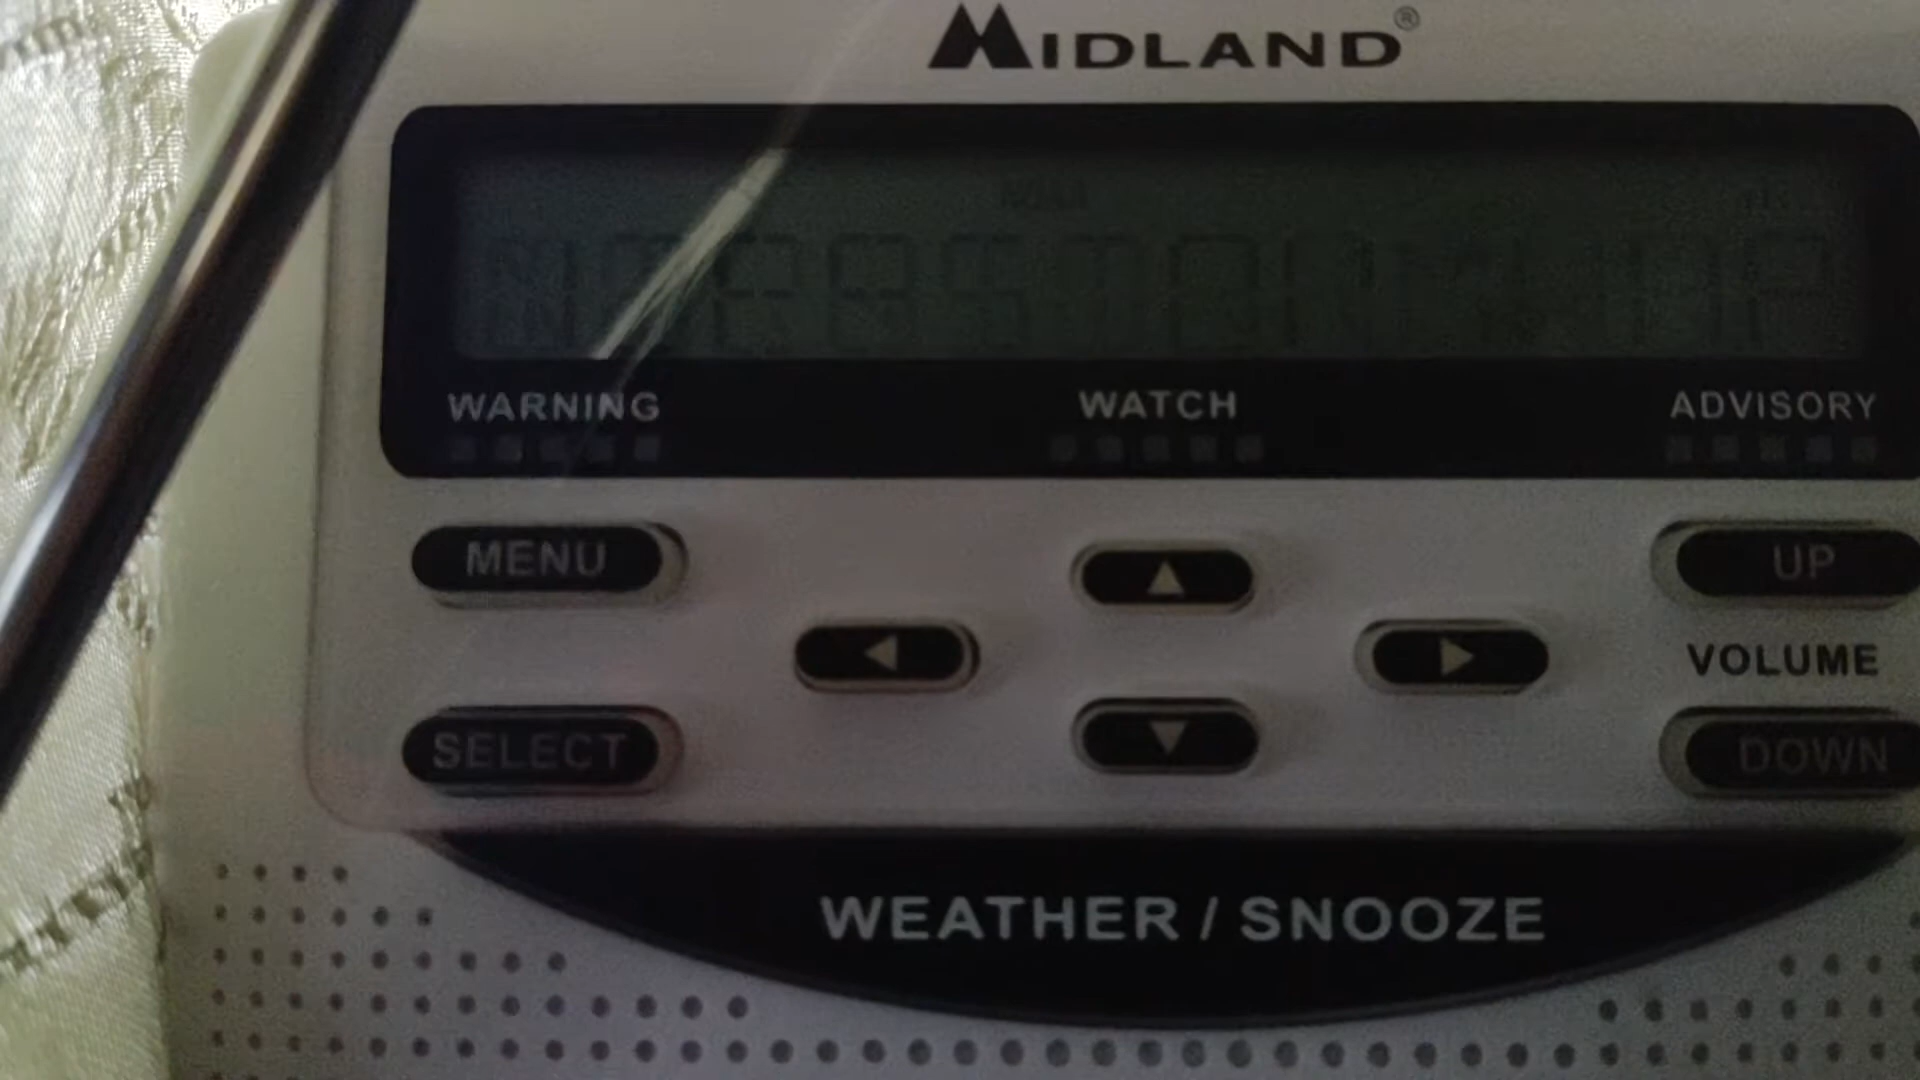 MIDLAND®
WARNING
WATCH
ADVISORY
MENU
UP
VOLUME
SELECT
DOWN
WEATHER / SNOOZE